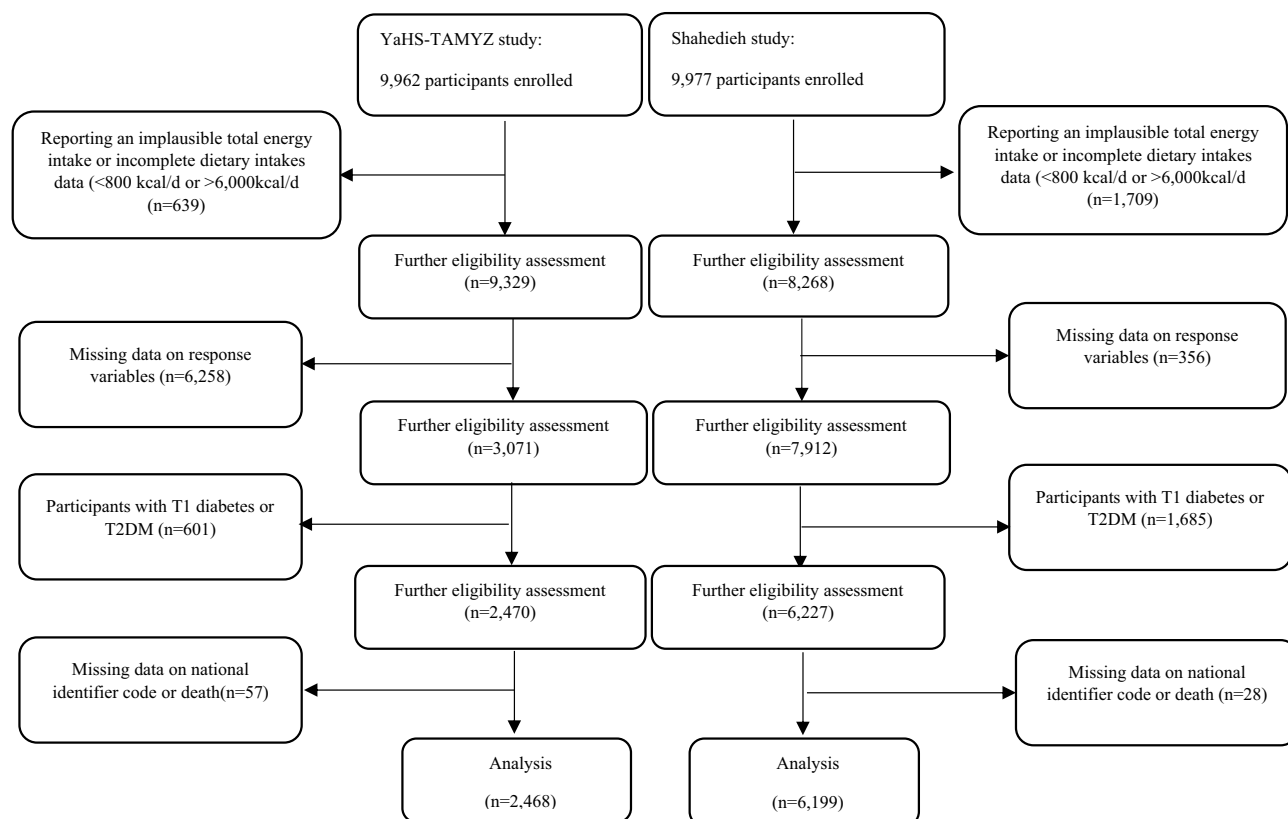 YaHS-TAMYZ study:
9,962 participants enrolled
Shahedieh study:
9,977 participants enrolled
Reporting an implausible total energy
intake or incomplete dietary intakes
data (<800 kcal/d or >6,000kcal/d
(n=639)
Reporting an implausible total energy
intake or incomplete dietary intakes
data (<800 kcal/d or >6,000kcal/d
(n=1,709)
Further eligibility assessment
(n=9,329)
Further eligibility assessment
(n=8,268)
Missing data on response
variables (n=6,258)
Missing data on response
variables (n=356)
Further eligibility assessment
(n=3,071)
Further eligibility assessment
(n=7,912)
Participants with T1 diabetes or
T2DM (n=601)
Participants with T1 diabetes or
T2DM (n=1,685)
Further eligibility assessment
(n=2,470)
Further eligibility assessment
(n=6,227)
Missing data on national
identifier code or death(n=57)
Missing data on national
identifier code or death (n=28)
Analysis
(n=2,468)
Analysis
(n=6,199)